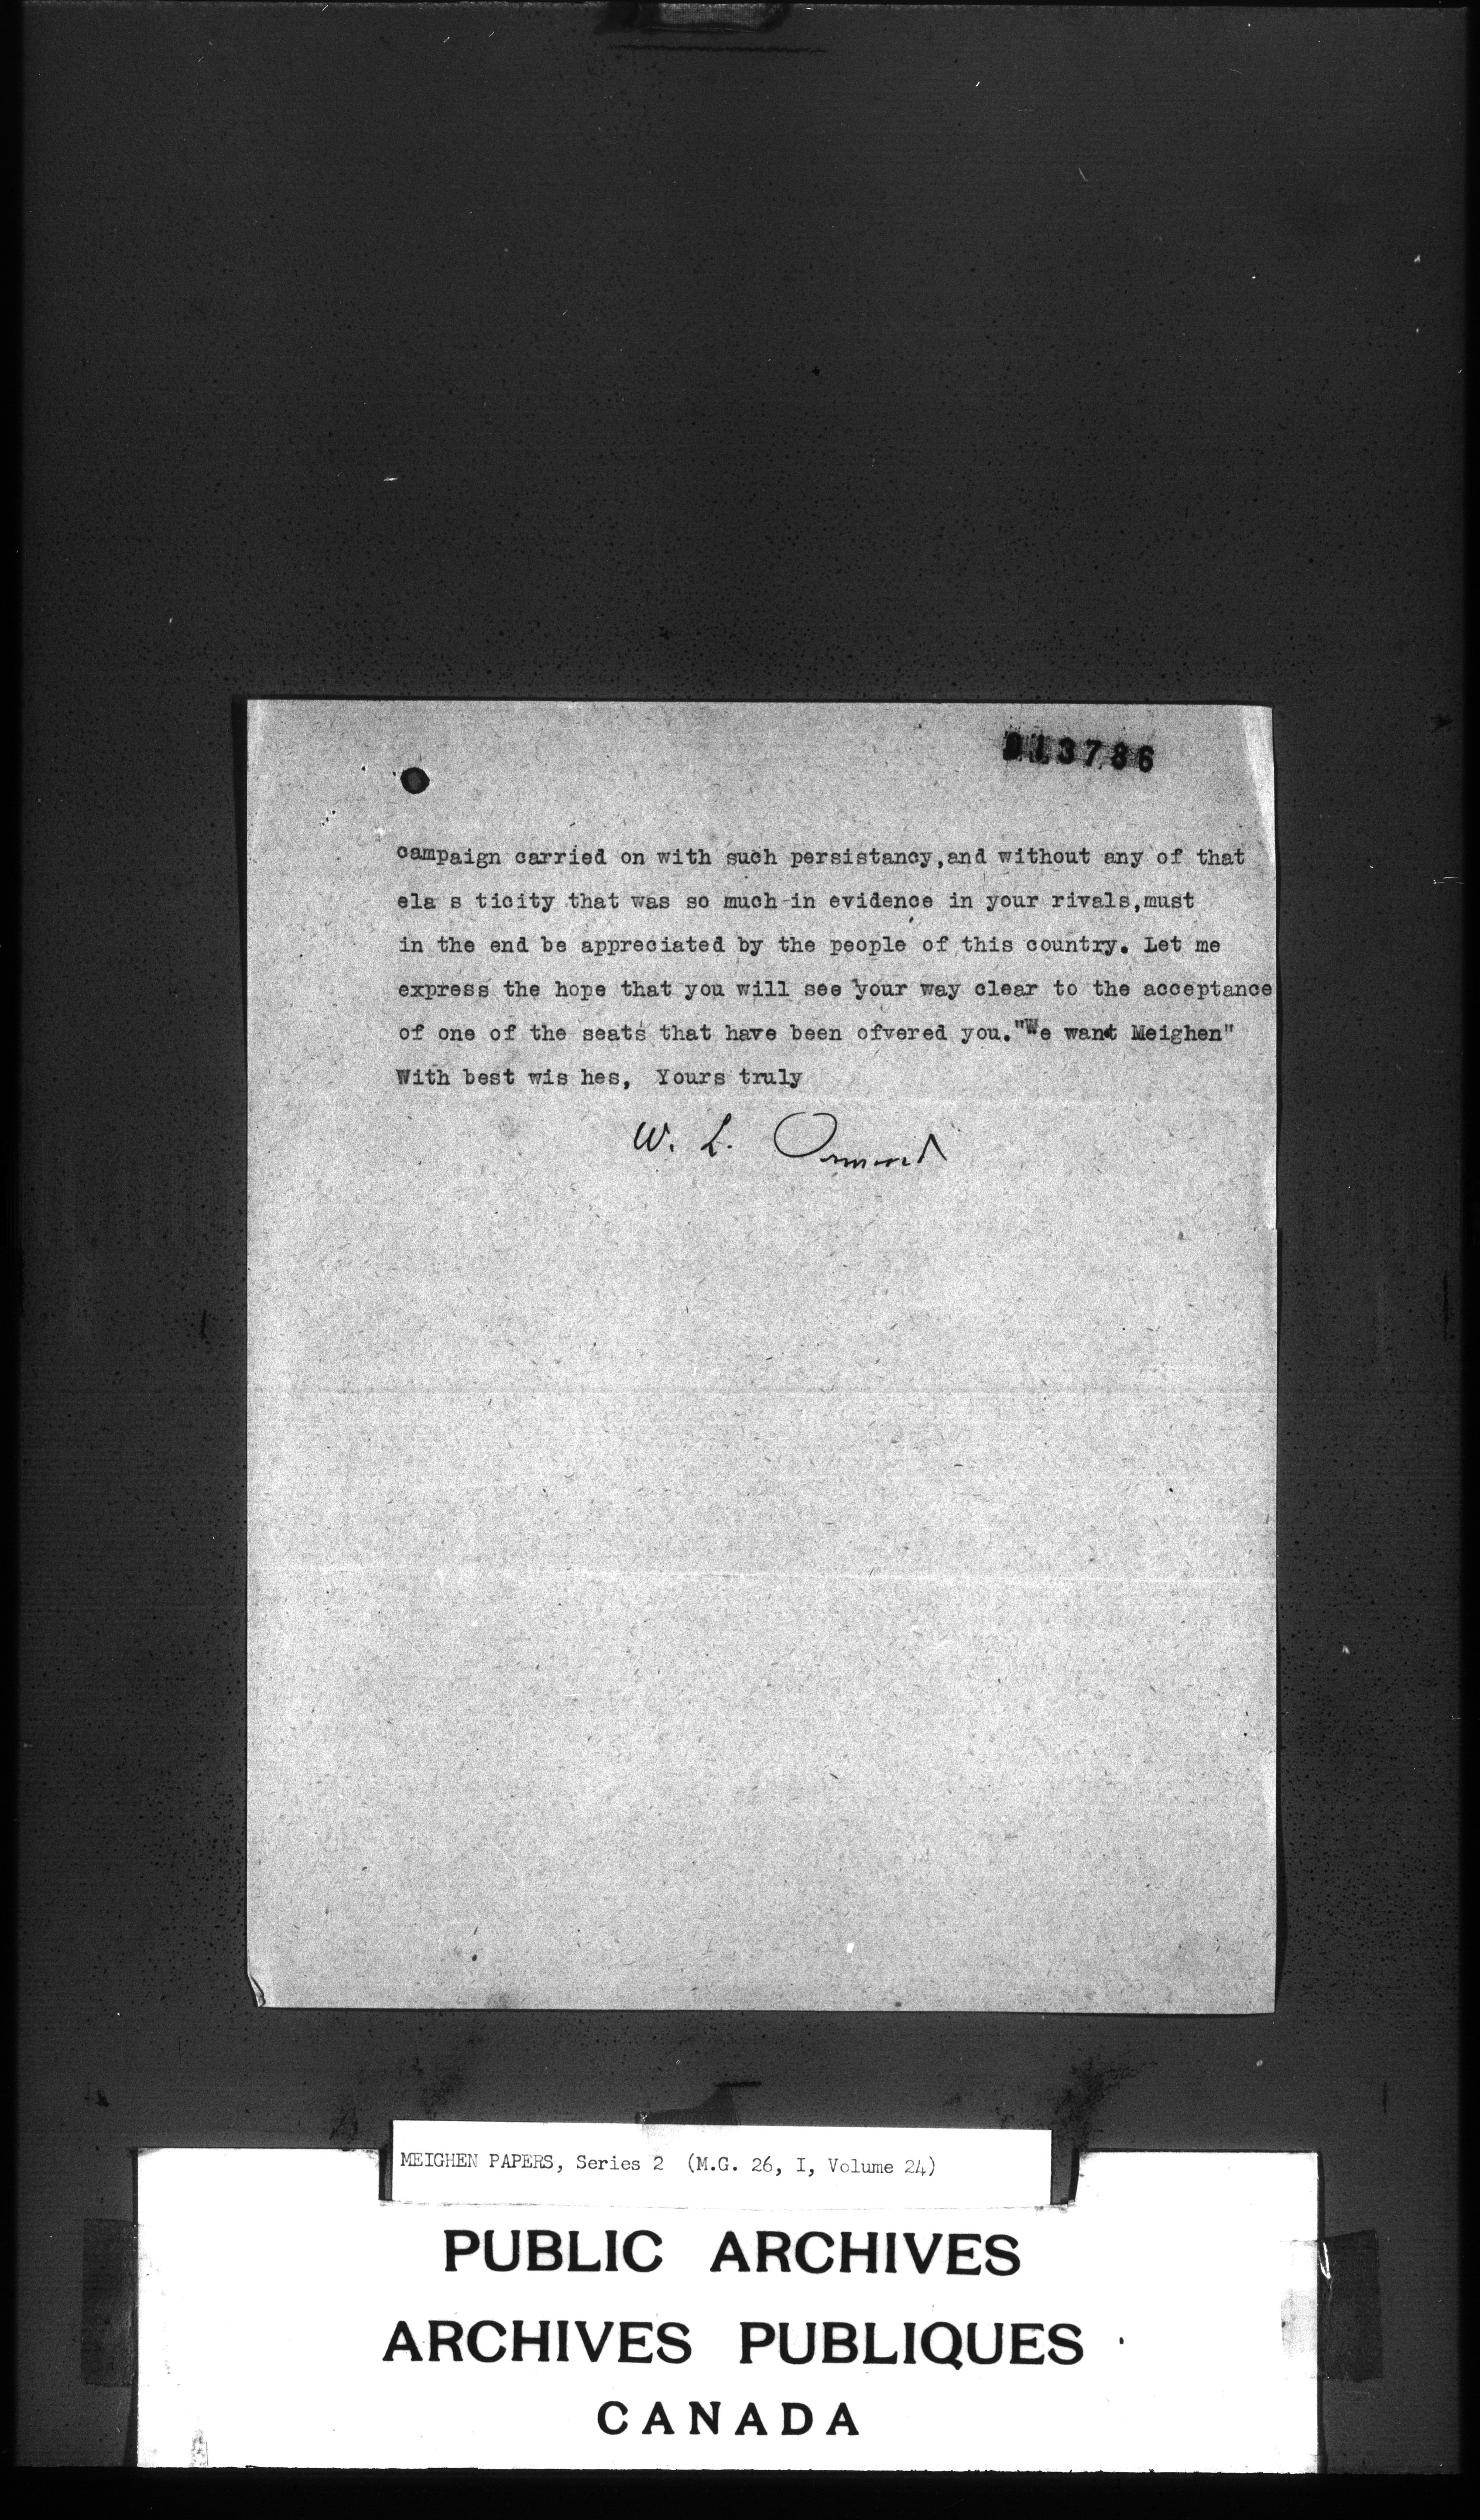 013786
campaign carried on with such persistancy,and without any of that
ela s ticity that was so much in evidence in your rivals,must
in the end be appreciated by the people of this country. Let me
express the hope that you will see your way clear to the acceptance
of one of the seats that have been ofvered you."We want Meighen"
With best wis hes, Yours truly
W. L. Ormond
MEIGHEN PAPERS, Series 2 (M.G. 26, I, Volume 24)
PUBLIC ARCHIVES
ARCHIVES PUBLIQUES
CANADA